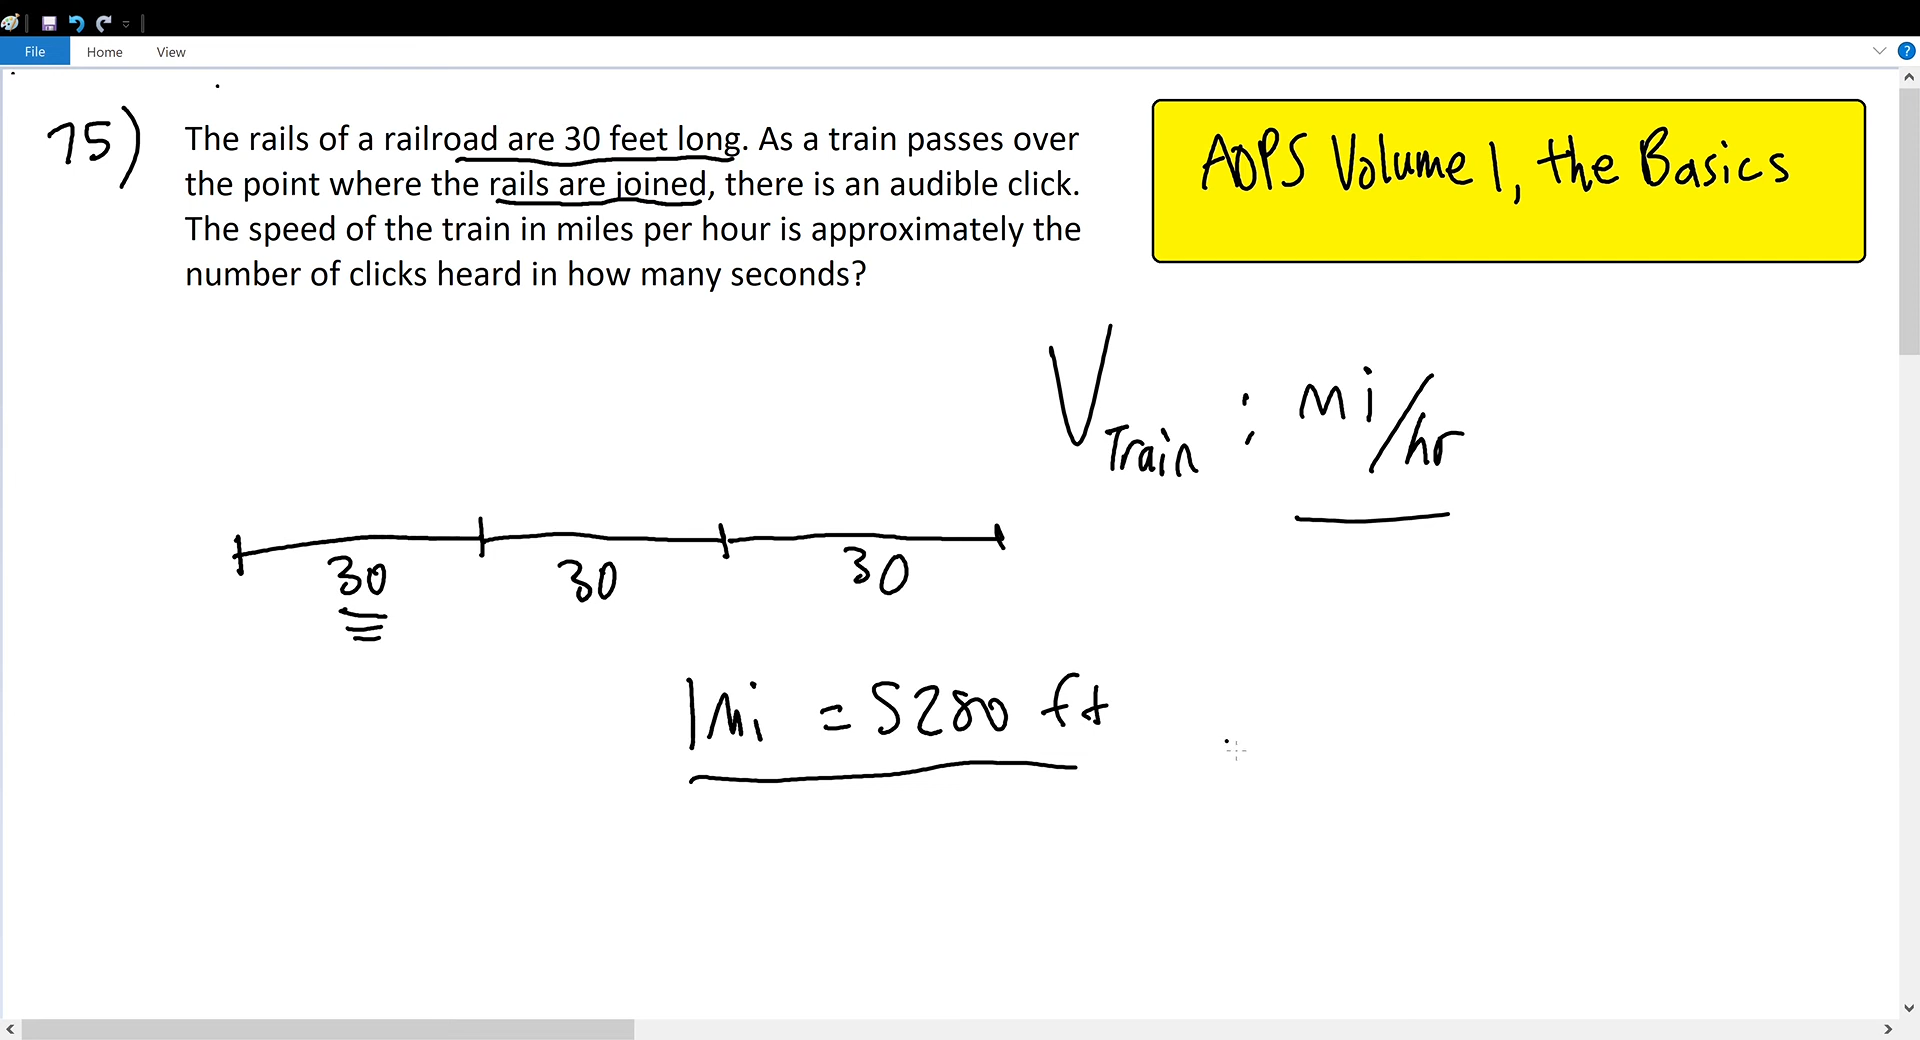 File Home View
75) The rails of a railroad are 30 feet long. As a train passes over
the point where the rails are joined, there is an audible click.
The speed of the train in miles per hour is approximately the
number of clicks heard in how many seconds?
AOPS Volume 1, the Basics
V Train : mi/hr
30 30 30
1 mi = 5280 ft